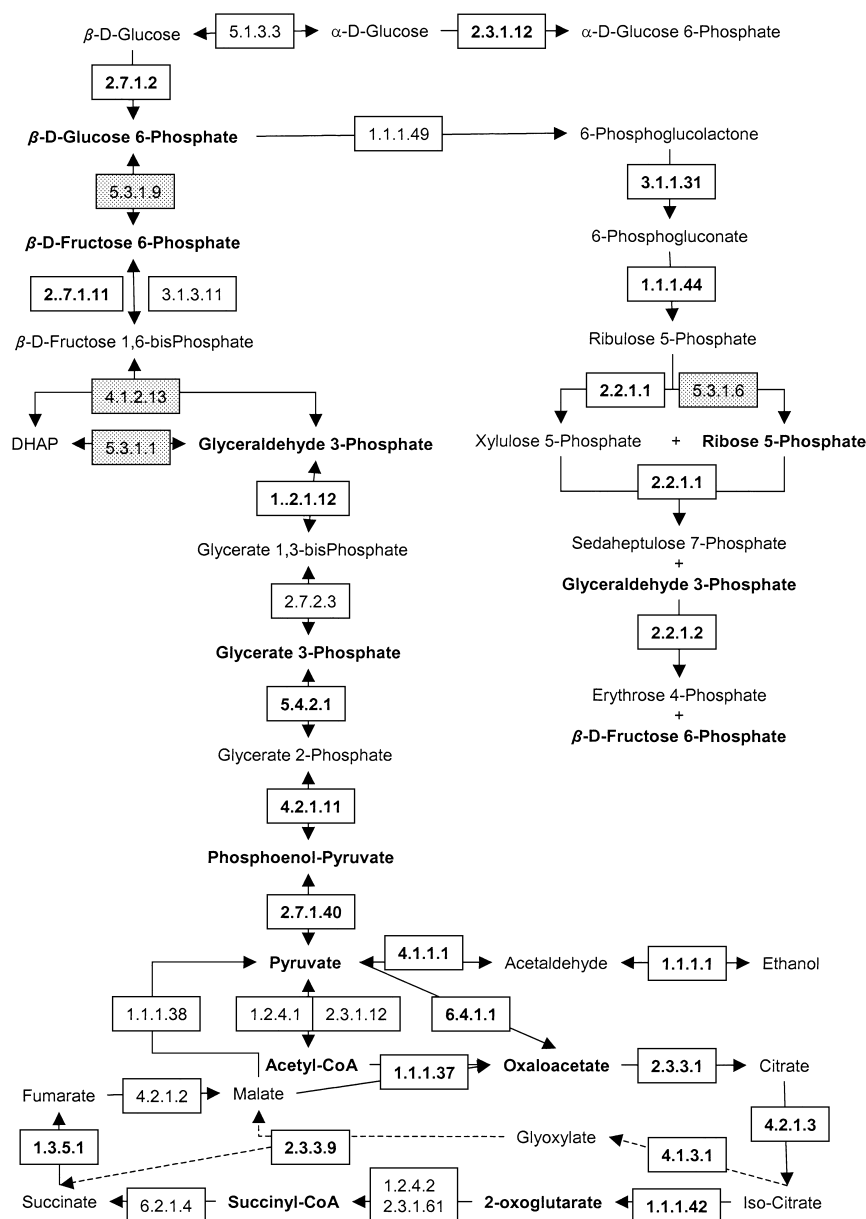 β-D-Glucose 5.1.3.3 α-D-Glucose 2.3.1.12 α-D-Glucose 6-Phosphate
2.7.1.2
β-D-Glucose 6-Phosphate 1.1.1.49 6-Phosphoglucolactone
5.3.1.9 3.1.1.31
β-D-Fructose 6-Phosphate 6-Phosphogluconate
2..7.1.11 3.1.3.11 1.1.1.44
β-D-Fructose 1,6-bisPhosphate Ribulose 5-Phosphate
4.1.2.13 2.2.1.1 5.3.1.6
DHAP 5.3.1.1 Glyceraldehyde 3-Phosphate Xylulose 5-Phosphate + Ribose 5-Phosphate
1..2.1.12 2.2.1.1
Glycerate 1,3-bisPhosphate Sedaheptulose 7-Phosphate
+
2.7.2.3 Glyceraldehyde 3-Phosphate
2.2.1.2
Glycerate 3-Phosphate
5.4.2.1 Erythrose 4-Phosphate
+
β-D-Fructose 6-Phosphate
Glycerate 2-Phosphate
4.2.1.11
Phosphoenol-Pyruvate
2.7.1.40
Pyruvate 4.1.1.1 Acetaldehyde 1.1.1.1 Ethanol
1.1.1.38 1.2.4.1 2.3.1.12 6.4.1.1
Acetyl-CoA 1.1.1.37 Oxaloacetate 2.3.3.1 Citrate
Fumarate 4.2.1.2 Malate
4.2.1.3
1.3.5.1 2.3.3.9 Glyoxylate 4.1.3.1
1.2.4.2
Succinate 6.2.1.4 Succinyl-CoA 2.3.1.61 2-oxoglutarate 1.1.1.42 Iso-Citrate